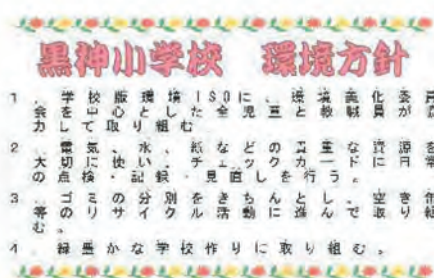 黒神小学校　環境方針
1．学校版環境ISOに、環境美化委員
会を中心とした全児童と教職員が協
力して取り組む
2．電気、水、紙などの貴重な資源を
大切に使い、チェックカードに日常
の点検・記録・見直しを行う。
3．ゴミの分別をきちんとし、空き缶
等のリサイクル活動に進んで取り組
む。
4．緑豊かな学校作りに取り組む。